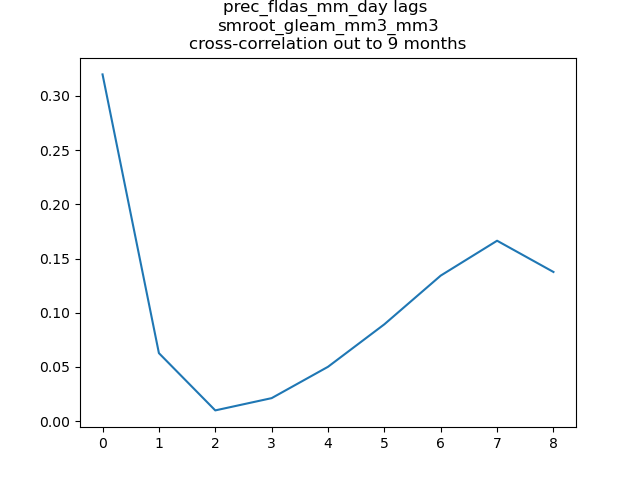 prec_fldas_mm_day lags
smroot_gleam_mm3_mm3
cross-correlation out to 9 months
0.30
0.25
0.20
0.15
0.10
0.05
0.00
0 1 2 3 4 5 6 7 8